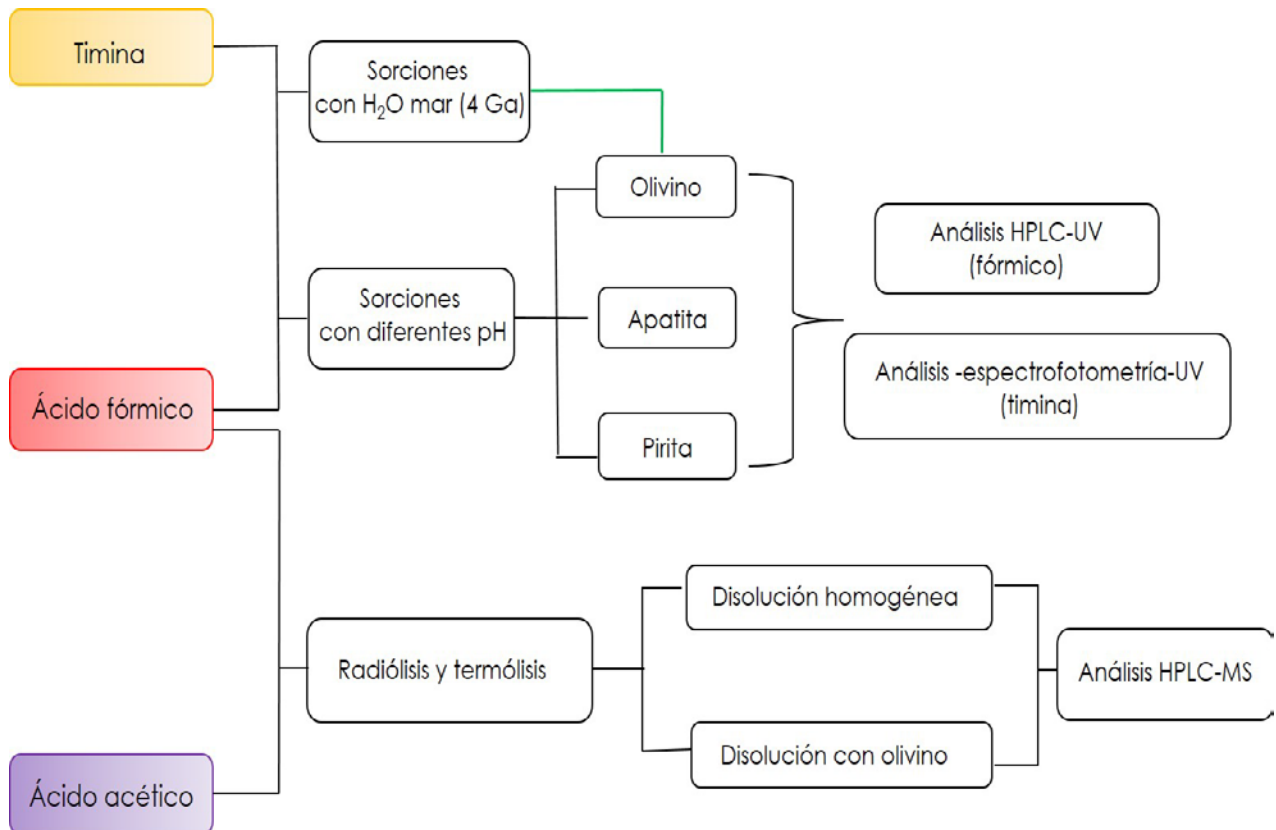 Timina
Sorciones
con H₂O mar (4 Ga)
Olivino
Análisis HPLC-UV
(fórmico)
Sorciones
con diferentes pH
Apatita
Análisis -espectrofotometría-UV
(timina)
Ácido fórmico
Pirita
Disolución homogénea
Radiólisis y termólisis
Análisis HPLC-MS
Disolución con olivino
Ácido acético